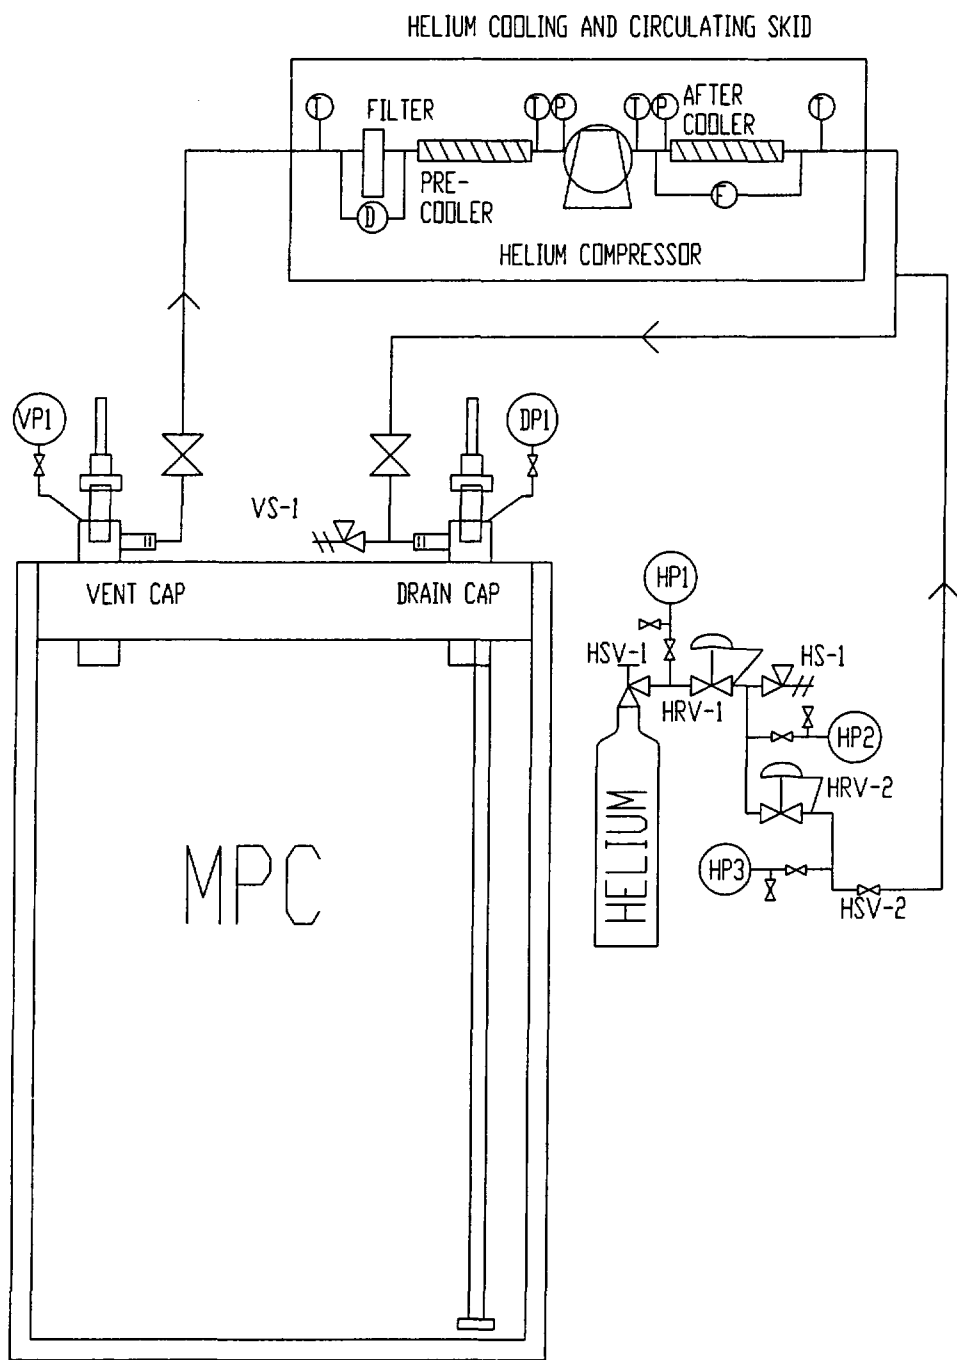 HELIUM COOLING AND CIRCULATING SKID
T
FILTER
T
P
T
P
AFTER
COOLER
T
PRE-
COOLER
D
F
HELIUM COMPRESSOR
VP1
DP1
VS-1
VENT CAP
DRAIN CAP
HP1
HSV-1
HS-1
HRV-1
HP2
HRV-2
HELIUM
MPC
HP3
HSV-2